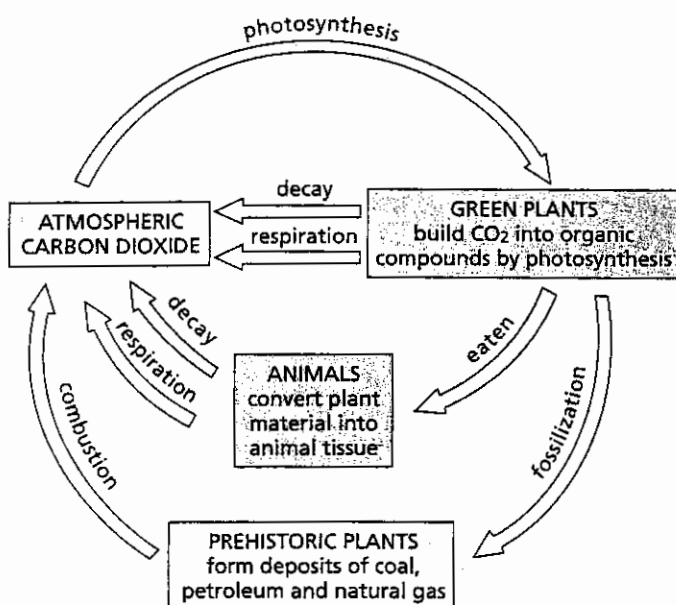 photosynthesis
decay
respiration
ATMOSPHERIC
CARBON DIOXIDE
GREEN PLANTS
build CO₂ into organic
compounds by photosynthesis
decay
respiration
eaten
ANIMALS
convert plant
material into
animal tissue
combustion
fossilization
PREHISTORIC PLANTS
form deposits of coal,
petroleum and natural gas